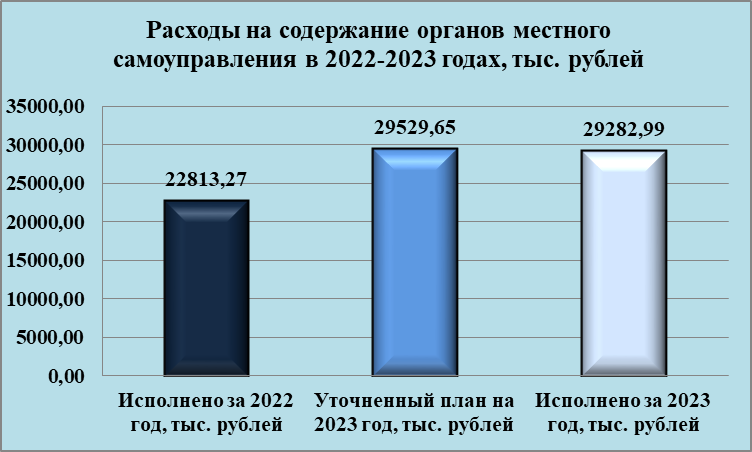 Расходы на содержание органов местного
самоуправления в 2022-2023 годах, тыс. рублей
35000,00
30000,00
25000,00
20000,00
15000,00
10000,00
5000,00
0,00
22813,27
29529,65
29282,99
Исполнено за 2022
год, тыс. рублей
Уточненный план на
2023 год, тыс. рублей
Исполнено за 2023
год, тыс. рублей